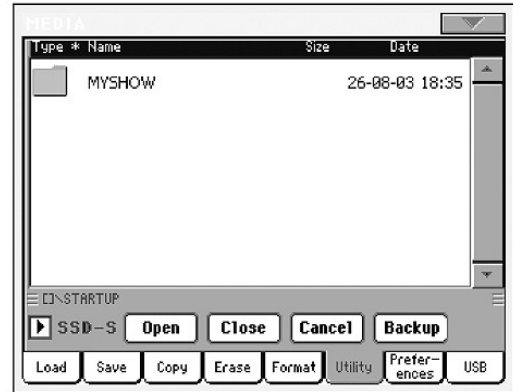 MEDIA
Type * Name Size Date
MYSHOW 26-08-03 18:35
\STARTUP
SSD-S Open Close Cancel Backup
Load Save Copy Erase Format Utility Prefer-ences USB